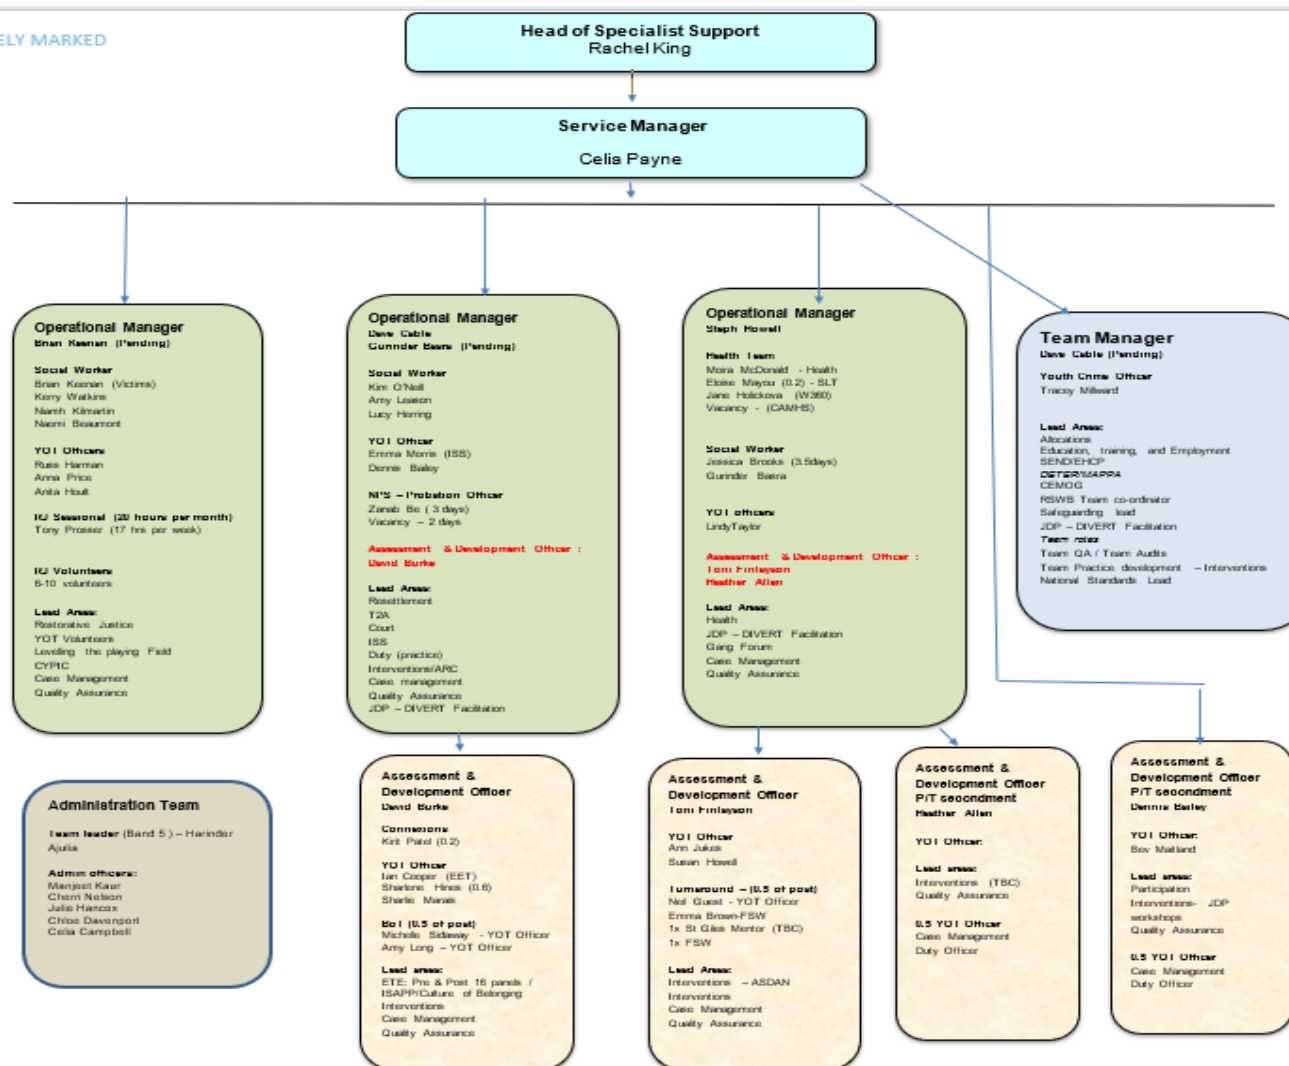 ELY MARKED
Head of Specialist Support
Rachel King
Service Manager
Celia Payne
Operational Manager
Brian Keenan (Pending)
Social Worker
Brian Keenan (Victims)
Kerry Watkins
Niamh Kilmartin
Naomi Beaumont
YOT Officers
Russ Harman
Anna Price
Anita Hoult
RJ Sessional (20 hours per month)
Tony Prosser (17 hrs per week)
RJ Volunteers
6-10 volunteers
Lead Areas:
Restorative Justice
YOT Volunteers
Levelling the playing Field
CYPIC
Case Management
Quality Assurance
Operational Manager
Dave Cable
Gurinder Basra (Pending)
Social Worker
Kim O'Neill
Amy Leason
Lucy Herring
YOT Officer
Emma Morris (ISS)
Dennis Bailey
NPS – Probation Officer
Zanab Be ( 3 days)
Vacancy – 2 days
Assessment & Development Officer :
David Burke
Lead Areas:
Resettlement
T2A
Court
ISS
Duty (practice)
Interventions/ARC
Case management
Quality Assurance
JDP – DIVERT Facilitation
Operational Manager
Steph Howell
Health Team
Moira McDonald - Health
Eloise Mayou (0.2) - SLT
Jane Holickova (W360)
Vacancy - (CAMHS)
Social Worker
Jessica Brooks (3.5days)
Gurinder Basra
YOT officers
LindyTaylor
Assessment & Development Officer :
Toni Finlayson
Heather Allen
Lead Areas:
Health
JDP – DIVERT Facilitation
Gang Forum
Case Management
Quality Assurance
Team Manager
Dave Cable (Pending)
Youth Crime Officer
Tracey Millward
Lead Areas:
Allocations
Education, training, and Employment
SEND/EHCP
DETER/MAPPA
CEMOG
RSWB Team co-ordinator
Safeguarding lead
JDP – DIVERT Facilitation
Team roles
Team QA / Team Audits
Team Practice development – Interventions
National Standards Lead
Administration Team
Team leader (Band 5 ) – Harinder
Ajulia
Admin officers:
Manjeet Kaur
Cherri Nelson
Julie Hancox
Chloe Davenport
Celia Campbell
Assessment &
Development Officer
David Burke
Connexions
Kirit Patel (0.2)
YOT Officer
Ian Cooper (EET)
Sharlene Hines (0.6)
Sharlie Marais
BoT (0.5 of post)
Michelle Sidaway - YOT Officer
Amy Long – YOT Officer
Lead areas:
ETE: Pre & Post 16 panels /
ISAPP/Culture of Belonging
Interventions
Case Management
Quality Assurance
Assessment &
Development Officer
Toni Finlayson
YOT Officer
Ann Jukes
Susan Howell
Turnaround – (0.5 of post)
Neil Guest - YOT Officer
Emma Brown-FSW
1x St Giles Mentor (TBC)
1x FSW
Lead Areas:
Interventions – ASDAN
Interventions
Case Management
Quality Assurance
Assessment &
Development Officer
P/T secondment
Heather Allen
YOT Officer:
Lead areas:
Interventions (TBC)
Quality Assurance
0.5 YOT Officer
Case Management
Duty Officer
Assessment &
Development Officer
P/T secondment
Dennis Bailey
YOT Officer:
Bev Maitland
Lead areas:
Participation
Interventions- JDP
workshops
Quality Assurance
0.5 YOT Officer
Case Management
Duty Officer